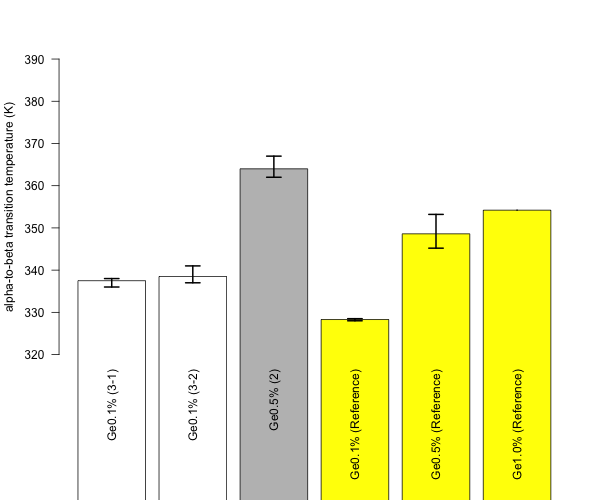 alpha-to-beta transition temperature (K)
390
380
370
360
350
340
330
320
Ge0.1% (3-1)
Ge0.1% (3-2)
Ge0.5% (2)
Ge0.1% (Reference)
Ge0.5% (Reference)
Ge1.0% (Reference)